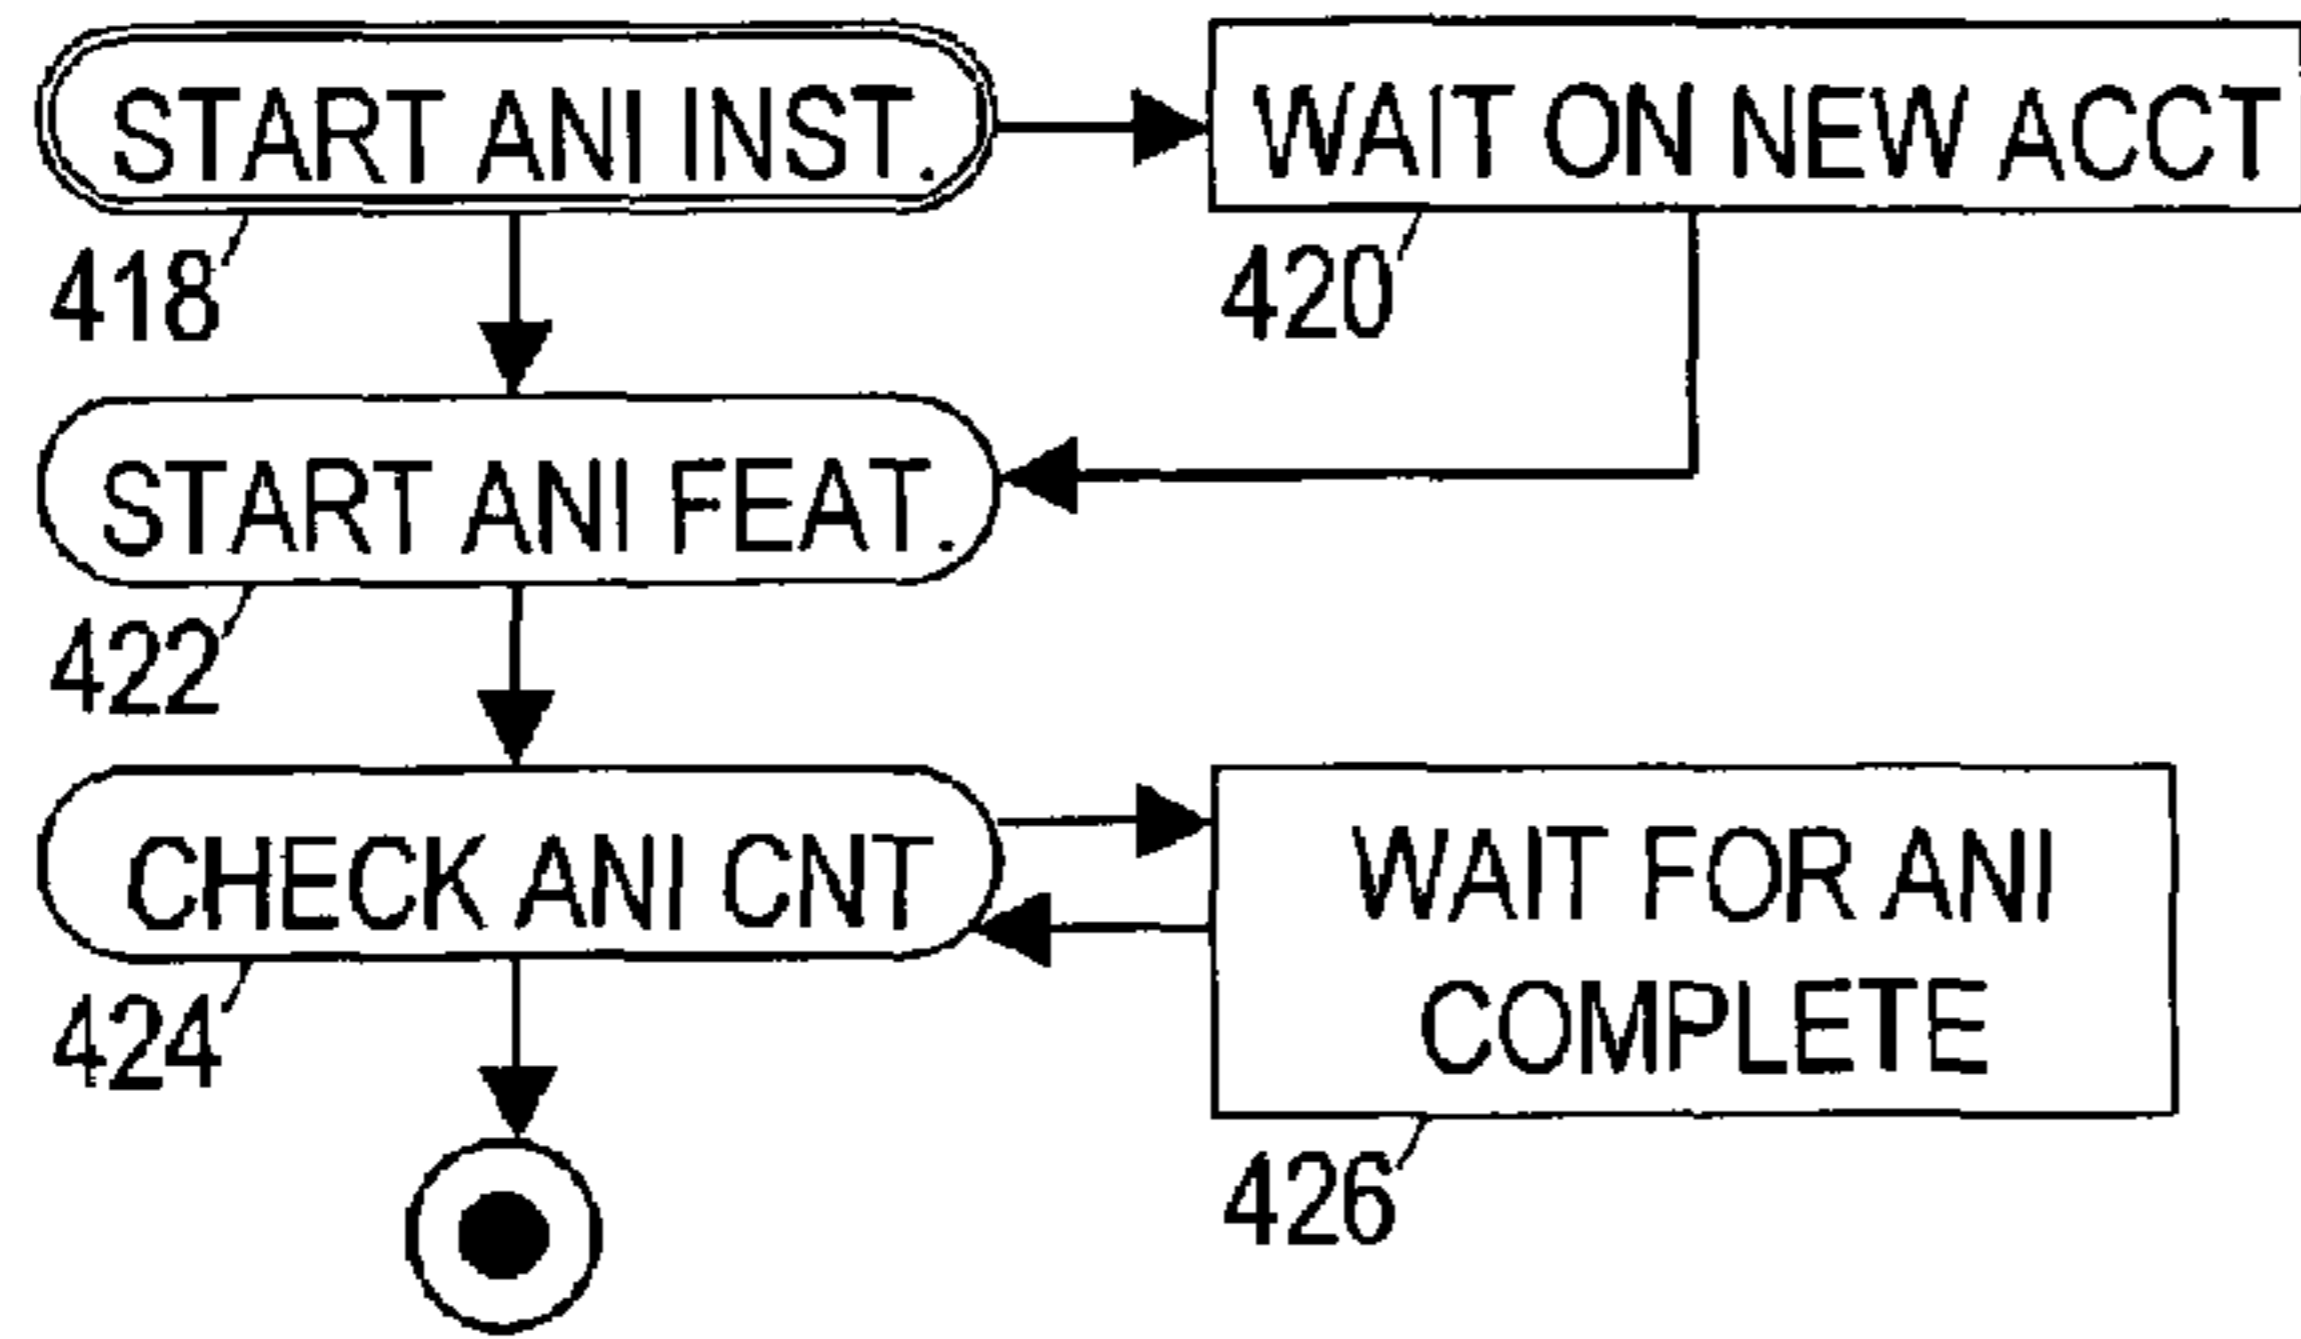 START ANI INST.
WAIT ON NEW ACCT
418
420
START ANI FEAT.
422
CHECK ANI CNT
WAIT FOR ANI
COMPLETE
424
426